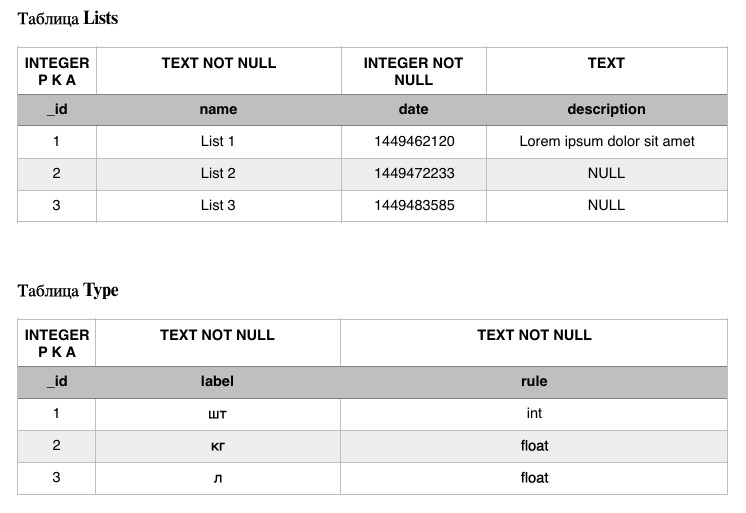 Таблица Lists
INTEGER P K A TEXT NOT NULL INTEGER NOT NULL TEXT
_id name date description
1 List 1 1449462120 Lorem ipsum dolor sit amet
2 List 2 1449472233 NULL
3 List 3 1449483585 NULL
Таблица Type
INTEGER P K A TEXT NOT NULL TEXT NOT NULL
_id label rule
1 шт int
2 кг float
3 л float